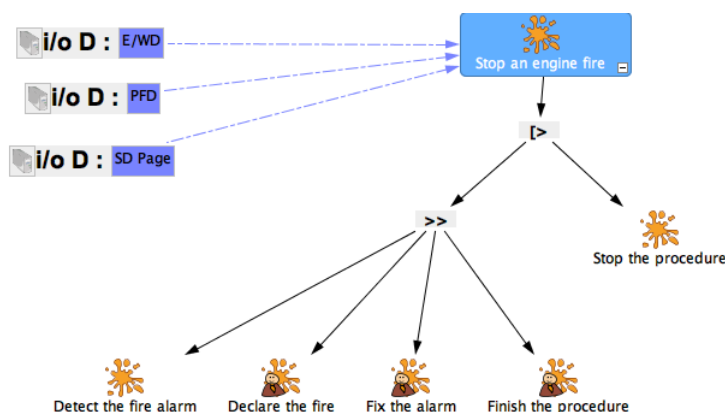 i/o D : E/WD
Stop an engine fire
i/o D : PFD
[>
i/o D : SD Page
>>
Stop the procedure
Detect the fire alarm Declare the fire Fix the alarm Finish the procedure